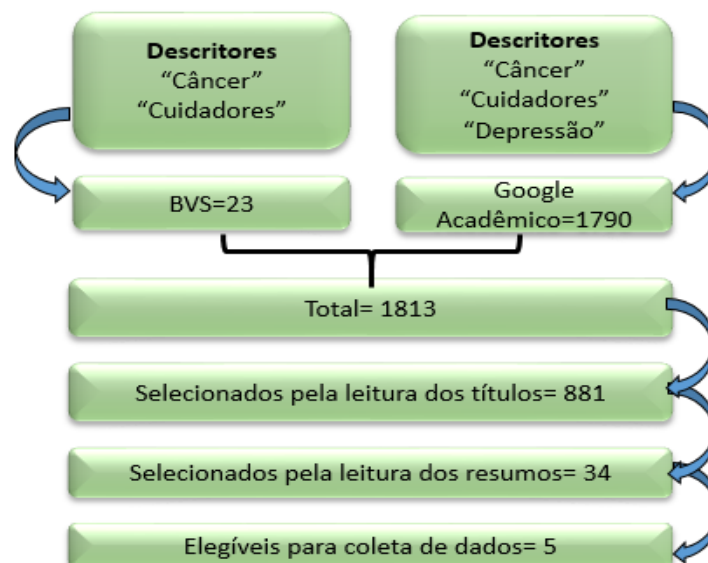 Descritores
“Câncer”
“Cuidadores”
Descritores
“Câncer”
“Cuidadores”
“Depressão”
BVS=23
Google
Acadêmico=1790
Total= 1813
Selecionados pela leitura dos títulos= 881
Selecionados pela leitura dos resumos= 34
Elegíveis para coleta de dados= 5